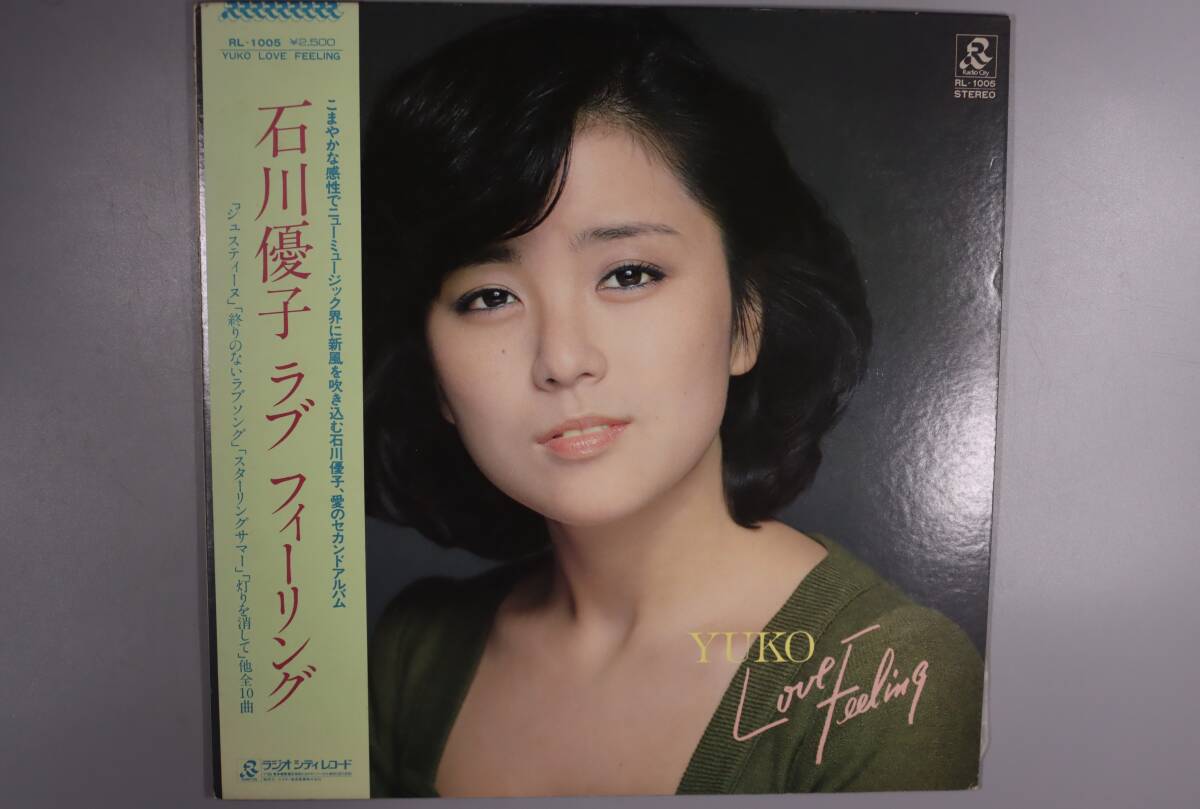 RL-1005 ¥2,500
YUKO LOVE FEELING
こまやかな感性でニューミュージック界に新風を吹き込む石川優子、愛のセカンドアルバム
石川優子 ラブ フィーリング
「ジュスティーヌ」「終りのないラブソング」「スターリングサマー」「灯りを消して」他全10曲
ラジオシティレコード
Radio City
RL-1005
STEREO
YUKO
Love Feeling